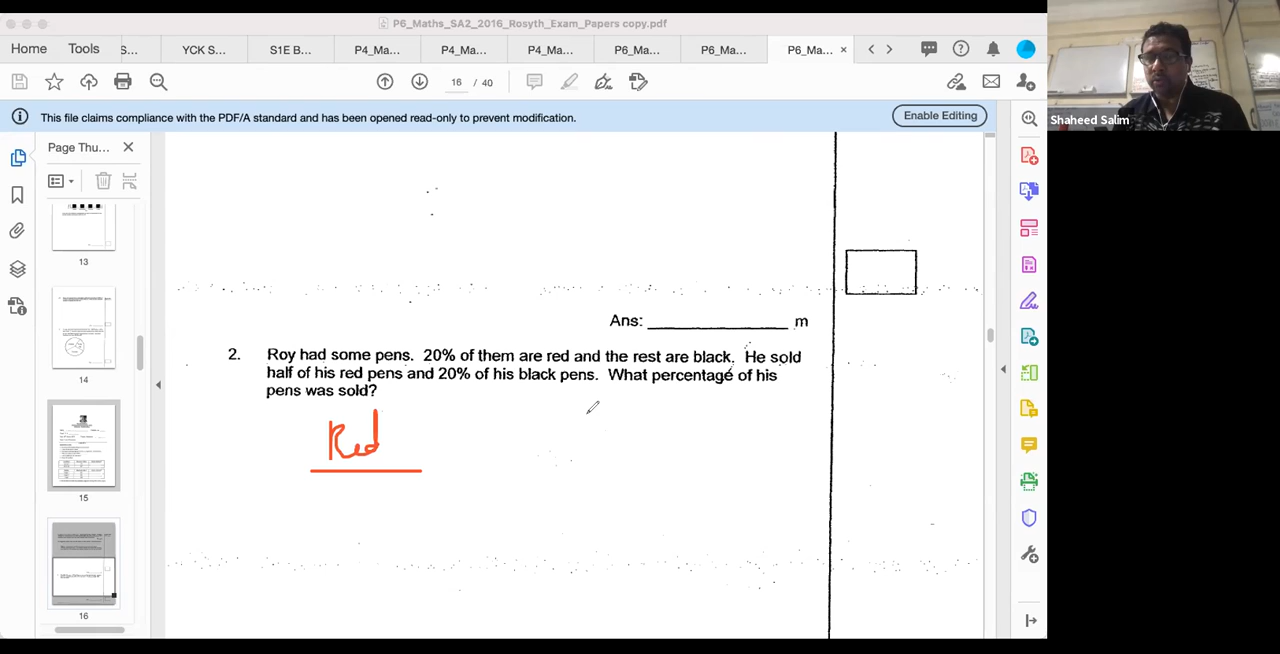 P6_Maths_SA2_2016_Rosyth_Exam_Papers copy.pdf
Home Tools S... YCK S... S1E B... P4_Ma... P4_Ma... P4_Ma... P6_Ma... P6_Ma... P6_Ma... ×
16 / 40
This file claims compliance with the PDF/A standard and has been opened read-only to prevent modification.
Enable Editing
Shaheed Salim
Page Thu...
13
14
15
16
Ans: ____________ m
2. Roy had some pens. 20% of them are red and the rest are black. He sold
half of his red pens and 20% of his black pens. What percentage of his
pens was sold?
Red